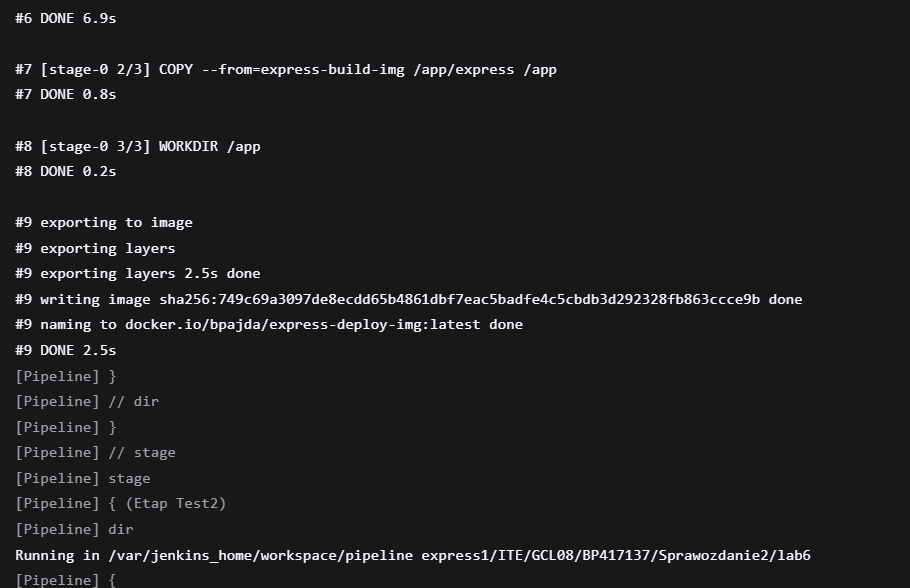 #6 DONE 6.9s
#7 [stage-0 2/3] COPY --from=express-build-img /app/express /app
#7 DONE 0.8s
#8 [stage-0 3/3] WORKDIR /app
#8 DONE 0.2s
#9 exporting to image
#9 exporting layers
#9 exporting layers 2.5s done
#9 writing image sha256:749c69a3097de8ecdd65b4861dbf7eac5badfe4c5cbdb3d292328fb863ccce9b done
#9 naming to docker.io/bpajda/express-deploy-img:latest done
#9 DONE 2.5s
[Pipeline] }
[Pipeline] // dir
[Pipeline] }
[Pipeline] // stage
[Pipeline] stage
[Pipeline] { (Etap Test2)
[Pipeline] dir
Running in /var/jenkins_home/workspace/pipeline express1/ITE/GCL08/BP417137/Sprawozdanie2/lab6
[Pipeline] {